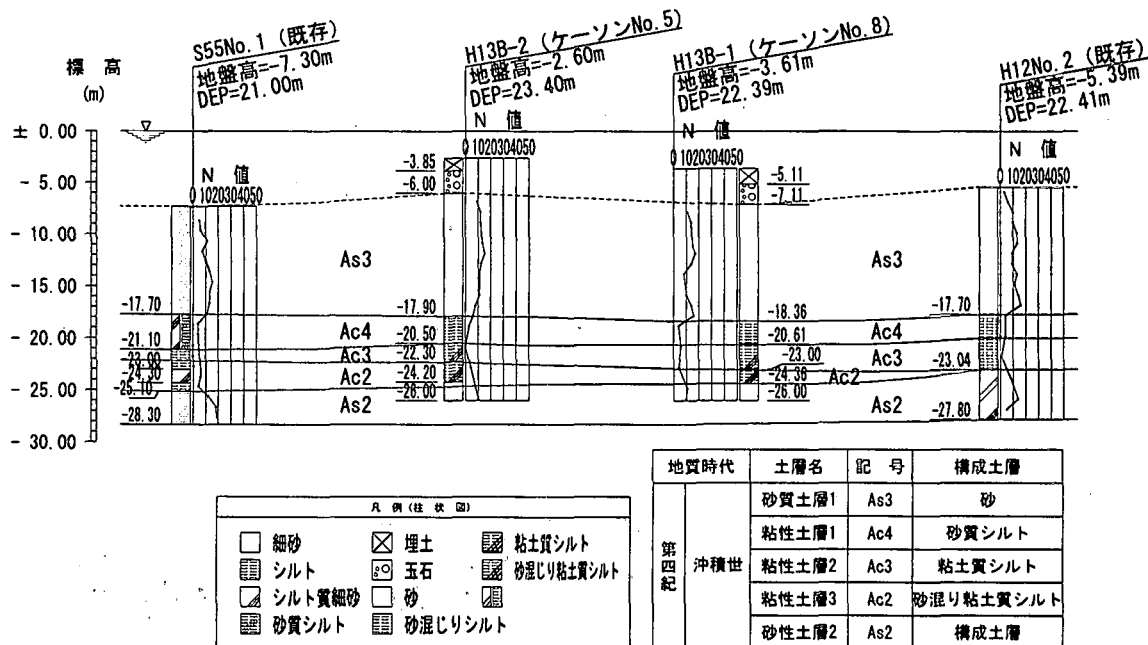 S55No.1 (既存)
地盤高=-7.30m
DEP=21.00m
H13B-2 (ケーソンNo.5)
地盤高=-2.60m
DEP=23.40m
H13B-1 (ケーソンNo.8)
地盤高=-3.61m
DEP=22.39m
H12No.2 (既存)
地盤高=-5.39m
DEP=22.41m
標 高
(m)
± 0.00
- 5.00
- 10.00
- 15.00
- 20.00
- 25.00
- 30.00
N 値
0 1020304050
-17.70
-21.10
-23.00
-24.30
-25.10
-28.30
N 値
0 1020304050
-3.85
-6.00
-17.90
-20.50
-22.30
-24.20
-26.00
N 値
0 1020304050
-5.11
-7.11
-18.36
-20.61
-23.00
-24.36
-26.00
N 値
0 1020304050
-17.70
-23.04
-27.80
As3
Ac4
Ac3
Ac2
As2
As3
Ac4
Ac3
Ac2
As2
凡 例 (柱 状 図)
細砂 埋土 粘土質シルト
シルト 玉石 砂混じり粘土質シルト
シルト質細砂 砂
砂質シルト 砂混じりシルト
地質時代 土層名 記 号 構成土層
第四紀 沖積世
砂質土層1 As3 砂
粘性土層1 Ac4 砂質シルト
粘性土層2 Ac3 粘土質シルト
粘性土層3 Ac2 砂混り粘土質シルト
砂性土層2 As2 構成土層